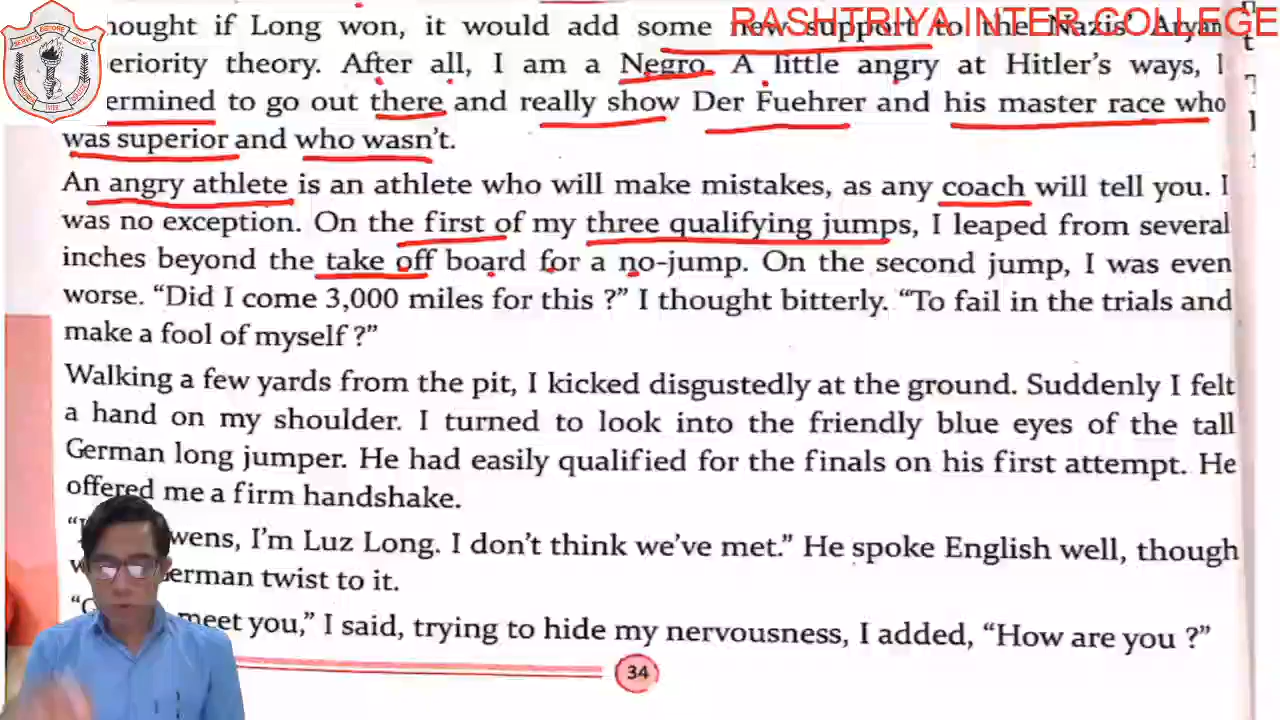 RASHTRIYA INTER COLLEGE
hought if Long won, it would add some new support to the Nazis' Aryan
eriority theory. After all, I am a Negro. A little angry at Hitler's ways, I
ermined to go out there and really show Der Fuehrer and his master race who
was superior and who wasn't.
An angry athlete is an athlete who will make mistakes, as any coach will tell you. I
was no exception. On the first of my three qualifying jumps, I leaped from several
inches beyond the take off board for a no-jump. On the second jump, I was even
worse. “Did I come 3,000 miles for this ?” I thought bitterly. “To fail in the trials and
make a fool of myself ?”
Walking a few yards from the pit, I kicked disgustedly at the ground. Suddenly I felt
a hand on my shoulder. I turned to look into the friendly blue eyes of the tall
German long jumper. He had easily qualified for the finals on his first attempt. He
offered me a firm handshake.
wens, I'm Luz Long. I don't think we've met.” He spoke English well, though
erman twist to it.
meet you,” I said, trying to hide my nervousness, I added, “How are you ?”
34